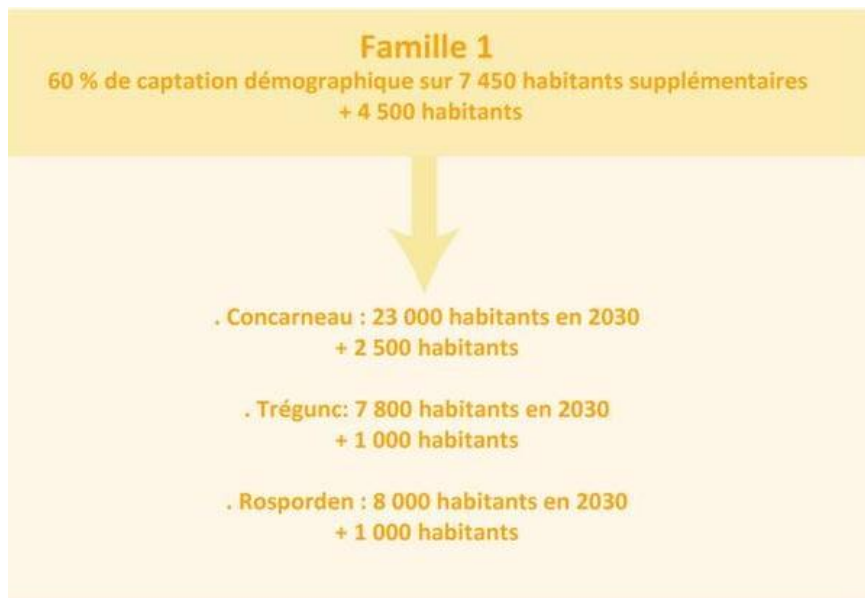 Famille 1
60 % de captation démographique sur 7 450 habitants supplémentaires
+ 4 500 habitants
. Concarneau : 23 000 habitants en 2030
+ 2 500 habitants
. Trégunc: 7 800 habitants en 2030
+ 1 000 habitants
. Rosporden : 8 000 habitants en 2030
+ 1 000 habitants